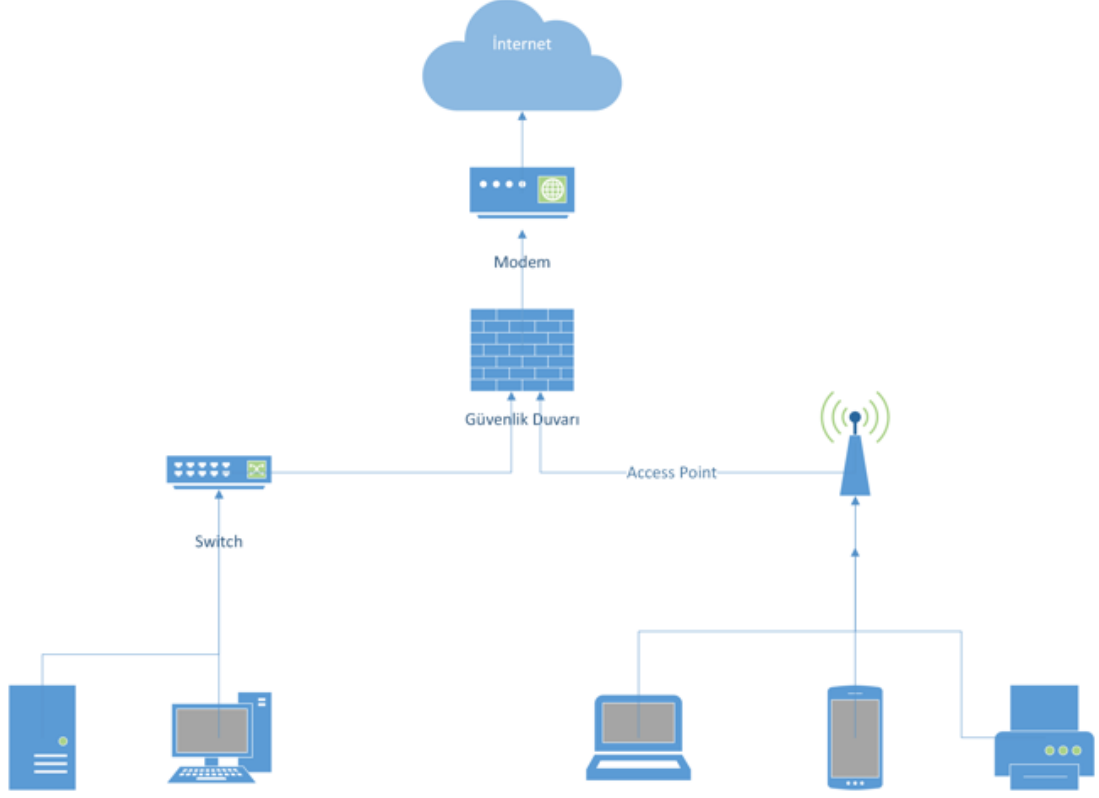 İnternet
Modem
Güvenlik Duvarı
Access Point
Switch